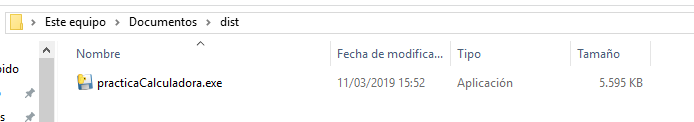 Este equipo > Documentos > dist
Nombre Fecha de modifica... Tipo Tamaño
practicaCalculadora.exe 11/03/2019 15:52 Aplicación 5.595 KB